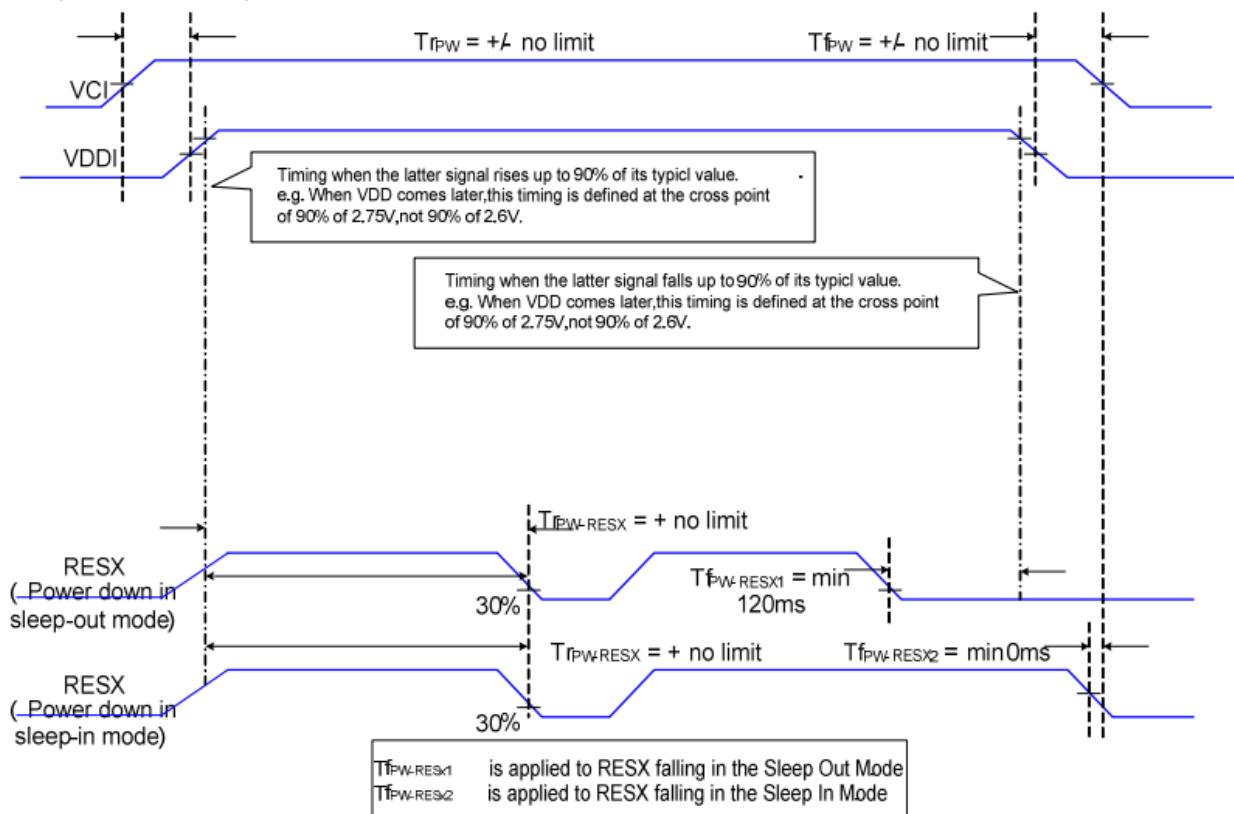 TrPW = +/- no limit
TfPW = +/- no limit
VCI
VDDI
Timing when the latter signal rises up to 90% of its typicl value.
e.g. When VDD comes later,this timing is defined at the cross point
of 90% of 2.75V,not 90% of 2.6V.
Timing when the latter signal falls up to 90% of its typicl value.
e.g. When VDD comes later,this timing is defined at the cross point
of 90% of 2.75V,not 90% of 2.6V.
TrPW-RESX = + no limit
RESX
( Power down in
sleep-out mode)
30%
TfPW-RESX1 = min
120ms
TrPW-RESX = + no limit
TfPW-RESX2 = min 0ms
RESX
( Power down in
sleep-in mode)
30%
TfPW-RESx1 is applied to RESX falling in the Sleep Out Mode
TfPW-RESx2 is applied to RESX falling in the Sleep In Mode